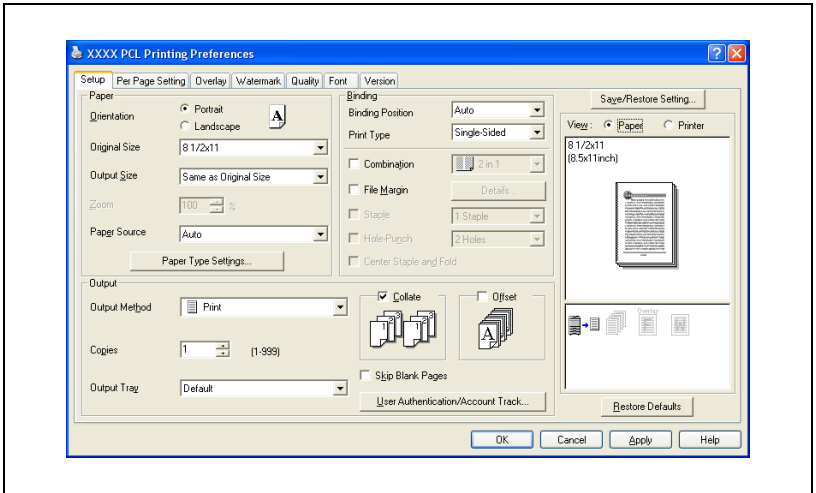 XXXX PCL Printing Preferences
Setup Per Page Setting Overlay Watermark Quality Font Version
Paper
Orientation
Portrait
Landscape
A
Original Size 8 1/2x11
Output Size Same as Original Size
Zoom 100 %
Paper Source Auto
Paper Type Settings...
Binding
Binding Position Auto
Print Type Single-Sided
Combination 2 in 1
File Margin Details...
Staple 1 Staple
Hole-Punch 2 Holes
Center Staple and Fold
Output
Output Method Print
Copies 1 (1-999)
Output Tray Default
Collate
1 1 1
Offset
A
Skip Blank Pages
User Authentication/Account Track...
Save/Restore Setting...
View : Paper Printer
8 1/2x11
(8.5x11inch)
Overlay
Restore Defaults
OK Cancel Apply Help